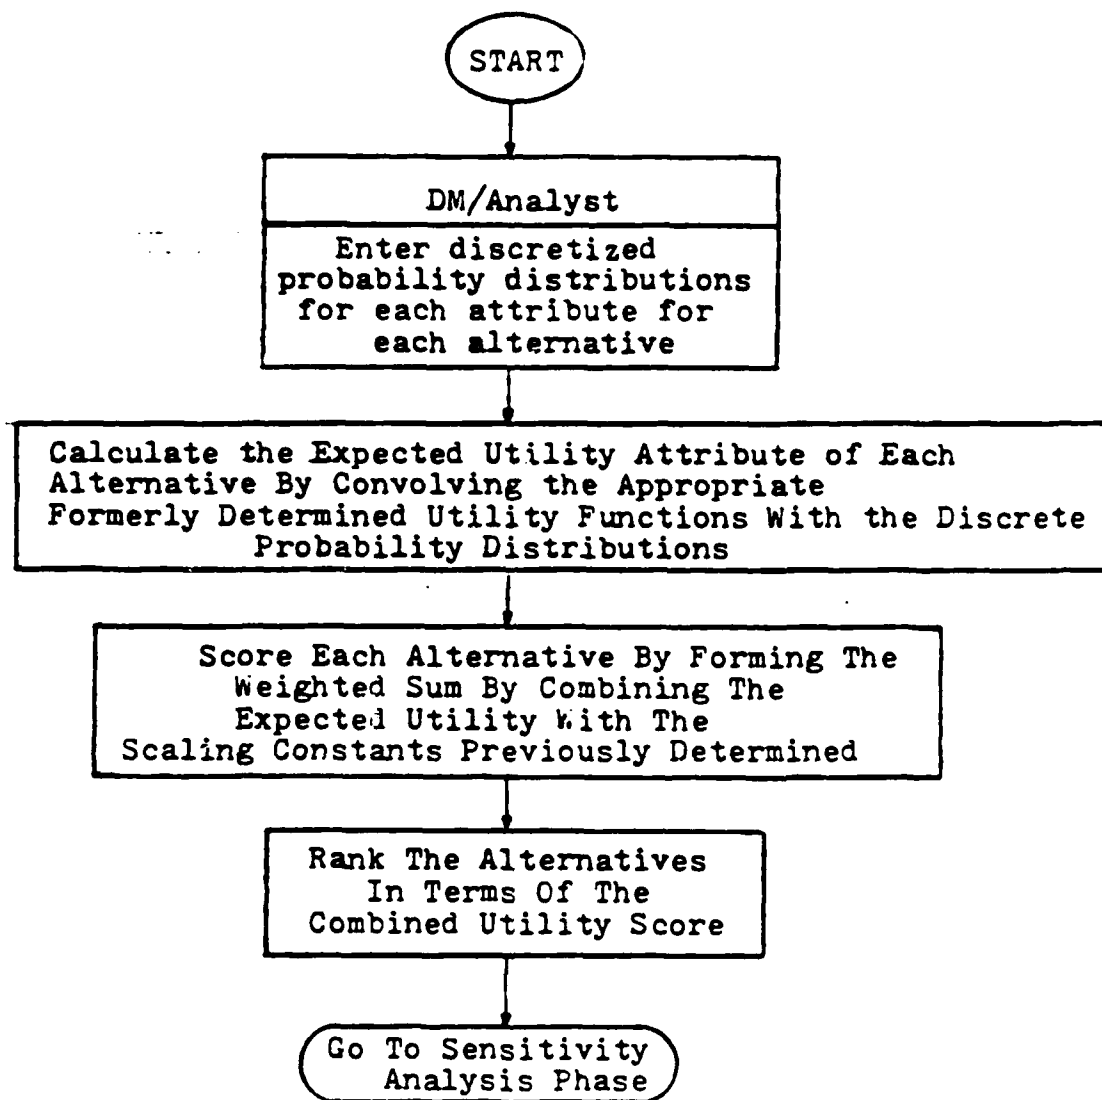 START
DM/Analyst
Enter discretized
probability distributions
for each attribute for
each alternative
Calculate the Expected Utility Attribute of Each
Alternative By Convolving the Appropriate
Formerly Determined Utility Functions With the Discrete
Probability Distributions
Score Each Alternative By Forming The
Weighted Sum By Combining The
Expected Utility With The
Scaling Constants Previously Determined
Rank The Alternatives
In Terms Of The
Combined Utility Score
Go To Sensitivity
Analysis Phase